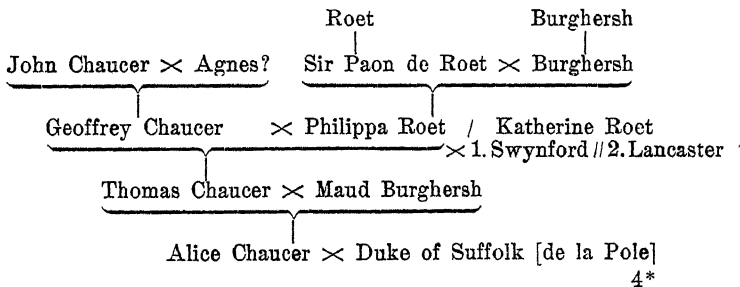 Roet Burghersh
John Chaucer × Agnes? Sir Paon de Roet × Burghersh
Geoffrey Chaucer × Philippa Roet / Katherine Roet
× 1. Swynford // 2. Lancaster
Thomas Chaucer × Maud Burghersh
Alice Chaucer × Duke of Suffolk [de la Pole]
4*